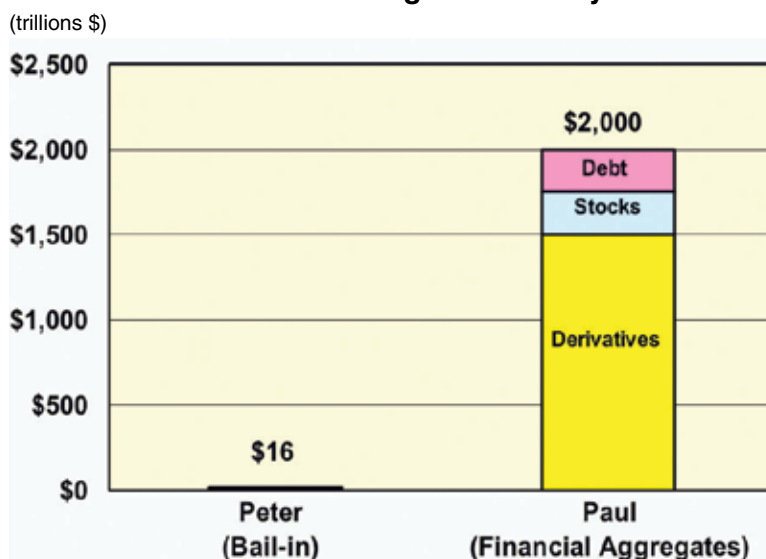 (trillions $)
$2,500
$2,000
$2,000
Debt
Stocks
$1,500
$1,000
Derivatives
$500
$16
$0
Peter
Paul
(Bail-in)
(Financial Aggregates)